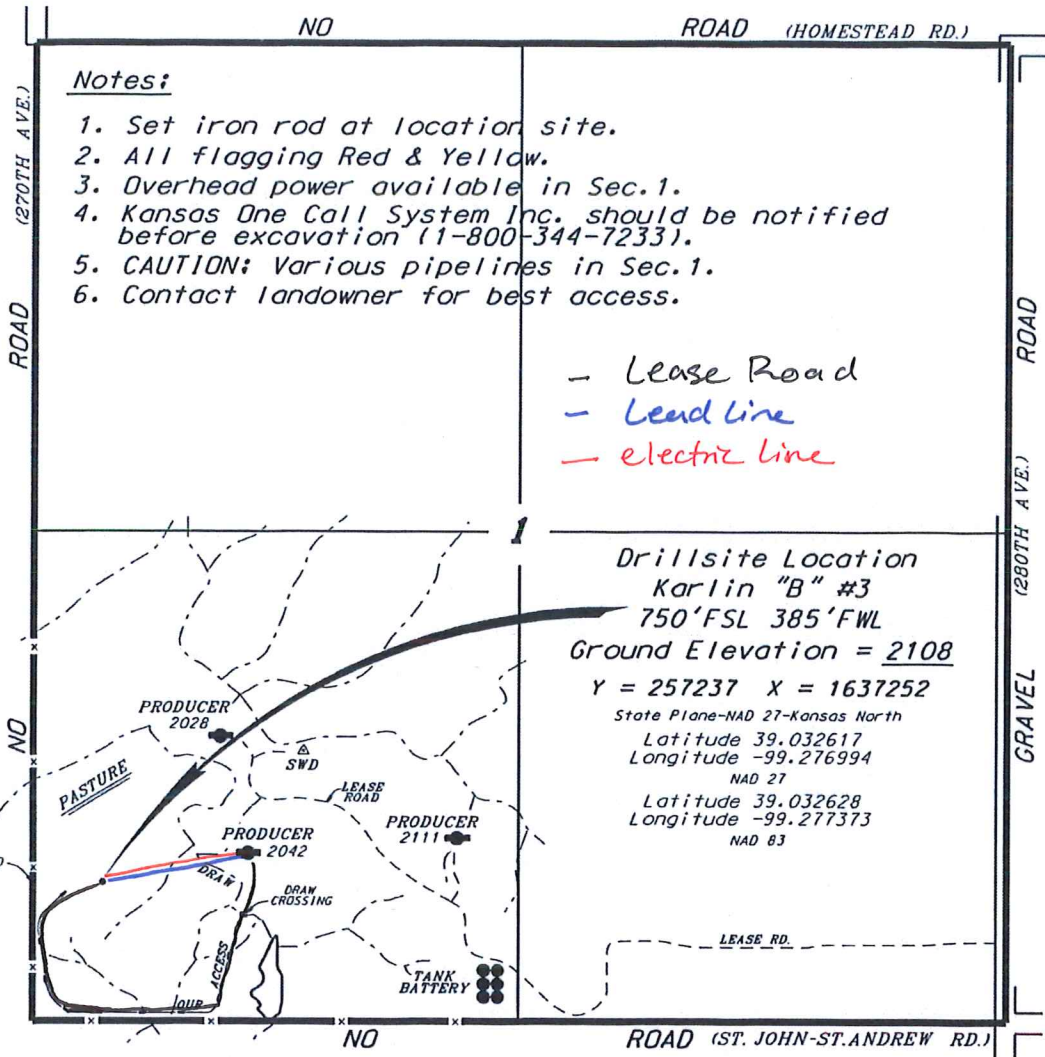 NO ROAD (HOMESTEAD RD.)
(270TH AVE.)
ROAD
NO
Notes:
1. Set iron rod at location site.
2. All flagging Red & Yellow.
3. Overhead power available in Sec. 1.
4. Kansas One Call System Inc. should be notified
before excavation (1-800-344-7233).
5. CAUTION: Various pipelines in Sec. 1.
6. Contact landowner for best access.
- Lease Road
- Lead Line
- electric line
ROAD
(280TH AVE.)
GRAVEL
1
Drillsite Location
Karlin "B" #3
750'FSL 385'FWL
Ground Elevation = 2108
Y = 257237 X = 1637252
State Plane-NAD 27-Kansas North
Latitude 39.032617
Longitude -99.276994
NAD 27
Latitude 39.032628
Longitude -99.277373
NAD 83
PRODUCER
2028
SWD
PASTURE
LEASE
ROAD
PRODUCER
2111
PRODUCER
2042
DRAW
DRAW
CROSSING
ACCESS
OUR
TANK
BATTERY
LEASE RD.
NO ROAD (ST. JOHN-ST. ANDREW RD.)